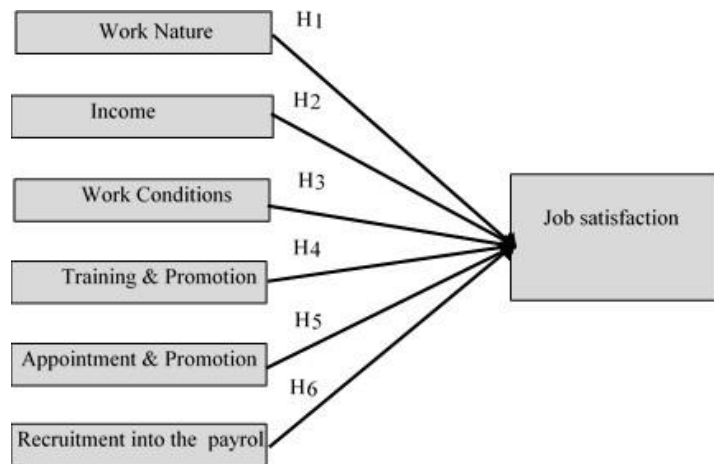 H1
Work Nature
H2
Income
H3
Work Conditions
Job satisfaction
H4
Training & Promotion
H5
Appointment & Promotion
H6
Recruitment into the payrol